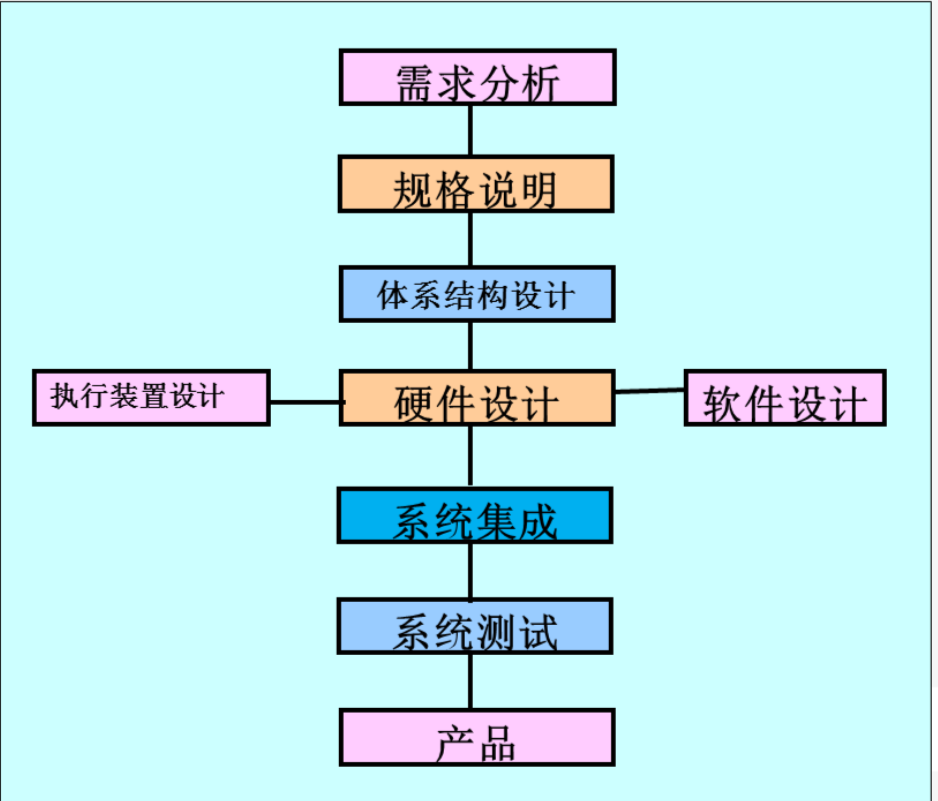 需求分析
规格说明
体系结构设计
执行装置设计
硬件设计
软件设计
系统集成
系统测试
产品